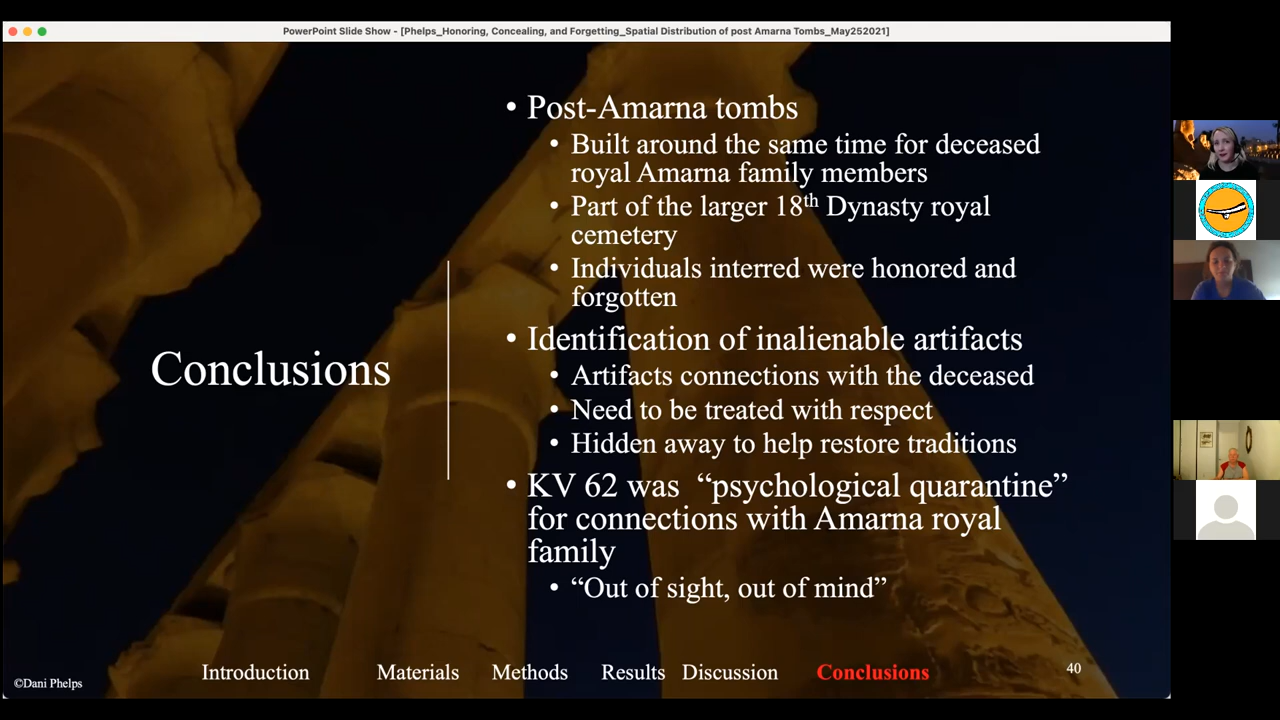 PowerPoint Slide Show - [Phelps_Honoring, Concealing, and Forgetting_Spatial Distribution of post Amarna Tombs_May252021]
Conclusions
• Post-Amarna tombs
• Built around the same time for deceased
royal Amarna family members
• Part of the larger 18th Dynasty royal
cemetery
• Individuals interred were honored and
forgotten
• Identification of inalienable artifacts
• Artifacts connections with the deceased
• Need to be treated with respect
• Hidden away to help restore traditions
• KV 62 was “psychological quarantine”
for connections with Amarna royal
family
• “Out of sight, out of mind”
©Dani Phelps
Introduction Materials Methods Results Discussion Conclusions 40